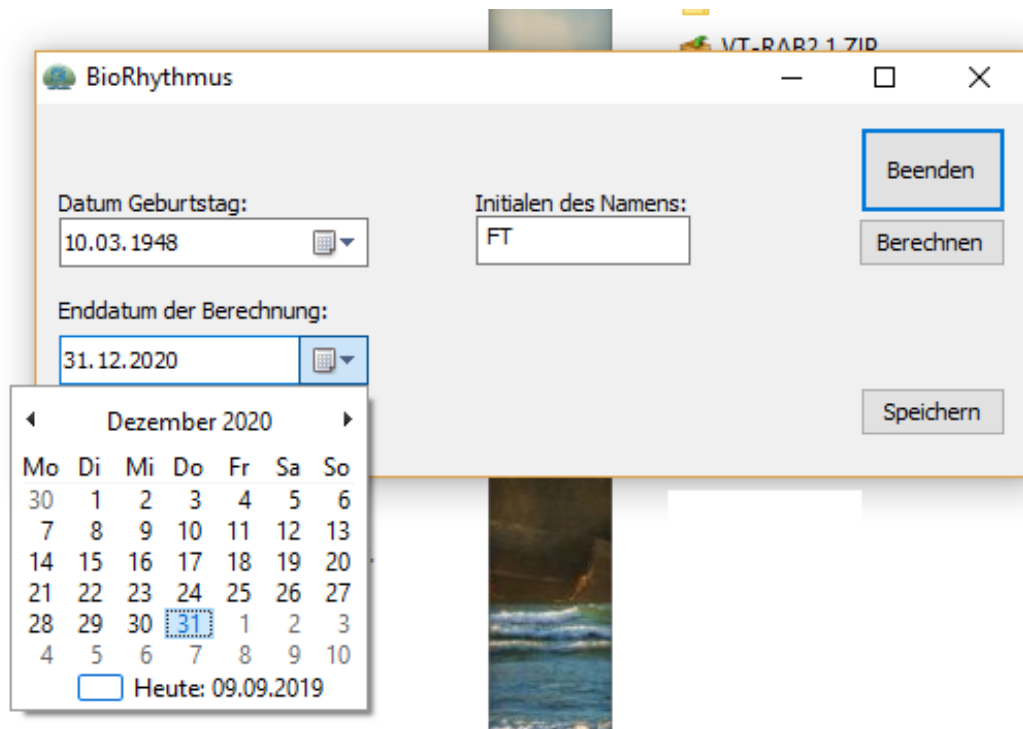 VT-RAB2.1.ZIP
BioRhythmus
Beenden
Datum Geburtstag:
Initialen des Namens:
10.03.1948
FT
Berechnen
Enddatum der Berechnung:
31.12.2020
Speichern
Dezember 2020
Mo Di Mi Do Fr Sa So
30 1 2 3 4 5 6
7 8 9 10 11 12 13
14 15 16 17 18 19 20
21 22 23 24 25 26 27
28 29 30 31 1 2 3
4 5 6 7 8 9 10
Heute: 09.09.2019